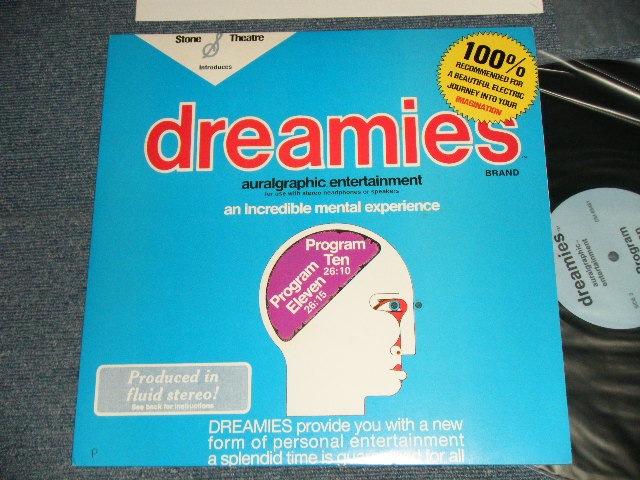 Stone Theatre
introduces
100%
RECOMMENDED FOR
A BEAUTIFUL ELECTRIC
JOURNEY INTO YOUR
IMAGINATION
dreamies
BRAND
auralgraphic entertainment
for use with stereo headphones or speakers
an incredible mental experience
Program
Ten
26:10
Program
Eleven
26:15
Produced in
fluid stereo!
See back for instructions
DREAMIES provide you with a new
form of personal entertainment
a splendid time is guaranteed for all
P
dreamies
auralgraphic
entertainment
program